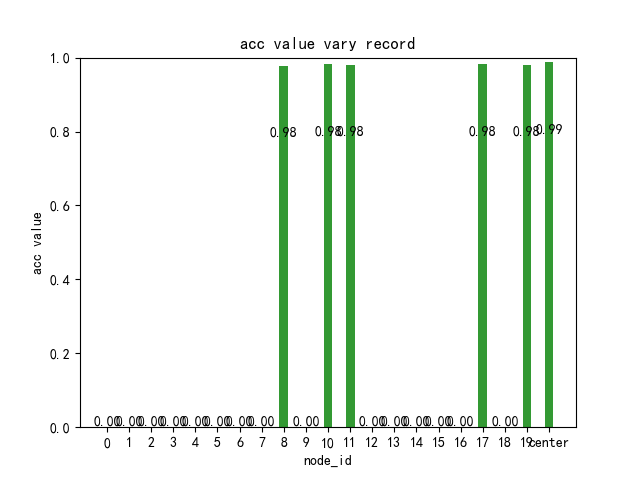 acc value vary record
acc value
1.0
0.8
0.6
0.4
0.2
0.0
0.98 0.98 0.98 0.98 0.98 0.99
0.00 0.00 0.00 0.00 0.00 0.00 0.00 0.00 0.00 0.00 0.00 0.00 0.00 0.00 0.00
0 1 2 3 4 5 6 7 8 9 10 11 12 13 14 15 16 17 18 19 center
node_id